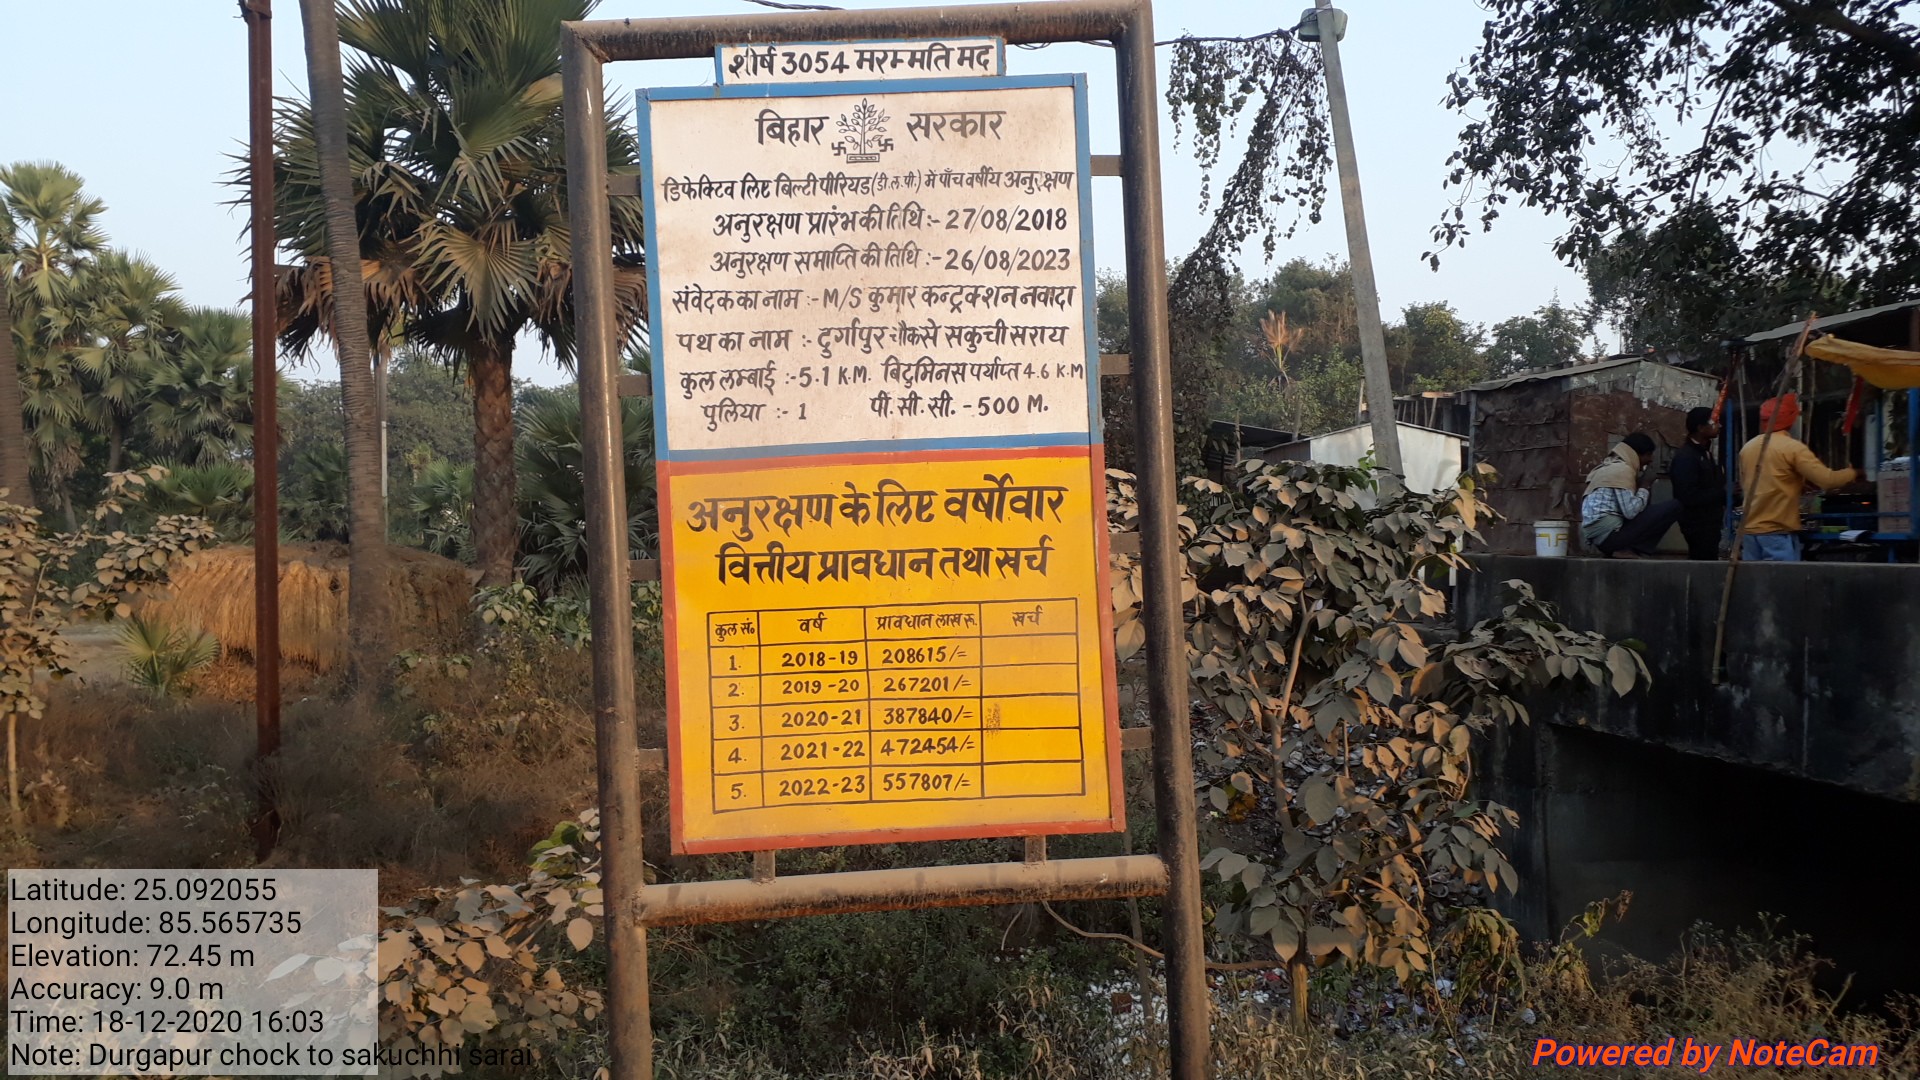 शीर्ष 3054 मरम्मति मद
बिहार सरकार
डिफेक्टिव लिए बिल्टी पीरियड (डी.ल.पी.) में पाँच वर्षीय अनुरक्षण
अनुरक्षण प्रारंभ की तिथि :- 27/08/2018
अनुरक्षण समाप्ति की तिथि :- 26/08/2023
संवेदक का नाम :- M/S कुमार कन्ट्रक्शन नवादा
पथ का नाम :- दुर्गापुर चौक से सकुची सराय
कुल लम्बाई :- 5.1 K.M. बिटुमिनस पर्याप्त 4.6 K.M
पुलिया :- 1 पी. सी. सी. - 500 M.
अनुरक्षण के लिए वर्षोवार
वित्तीय प्रावधान तथा खर्च
कुल सं. वर्ष प्रावधान लाख रू. खर्च
1. 2018-19 208615/=
2. 2019-20 267201/=
3. 2020-21 387840/=
4. 2021-22 472454/=
5. 2022-23 557807/=
Latitude: 25.092055
Longitude: 85.565735
Elevation: 72.45 m
Accuracy: 9.0 m
Time: 18-12-2020 16:03
Note: Durgapur chock to sakuchhi sarai
Powered by NoteCam